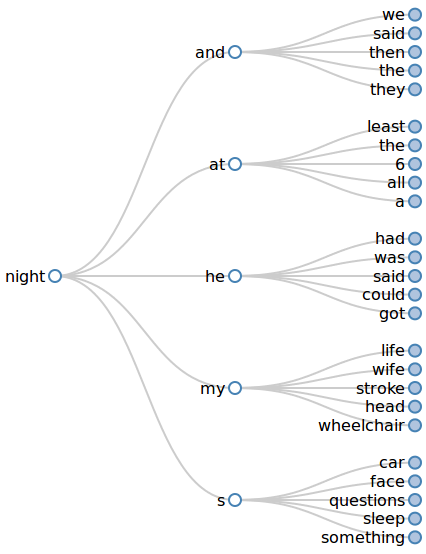 night
and
we
said
then
the
they
at
least
the
6
all
a
he
had
was
said
could
got
my
life
wife
stroke
head
wheelchair
s
car
face
questions
sleep
something